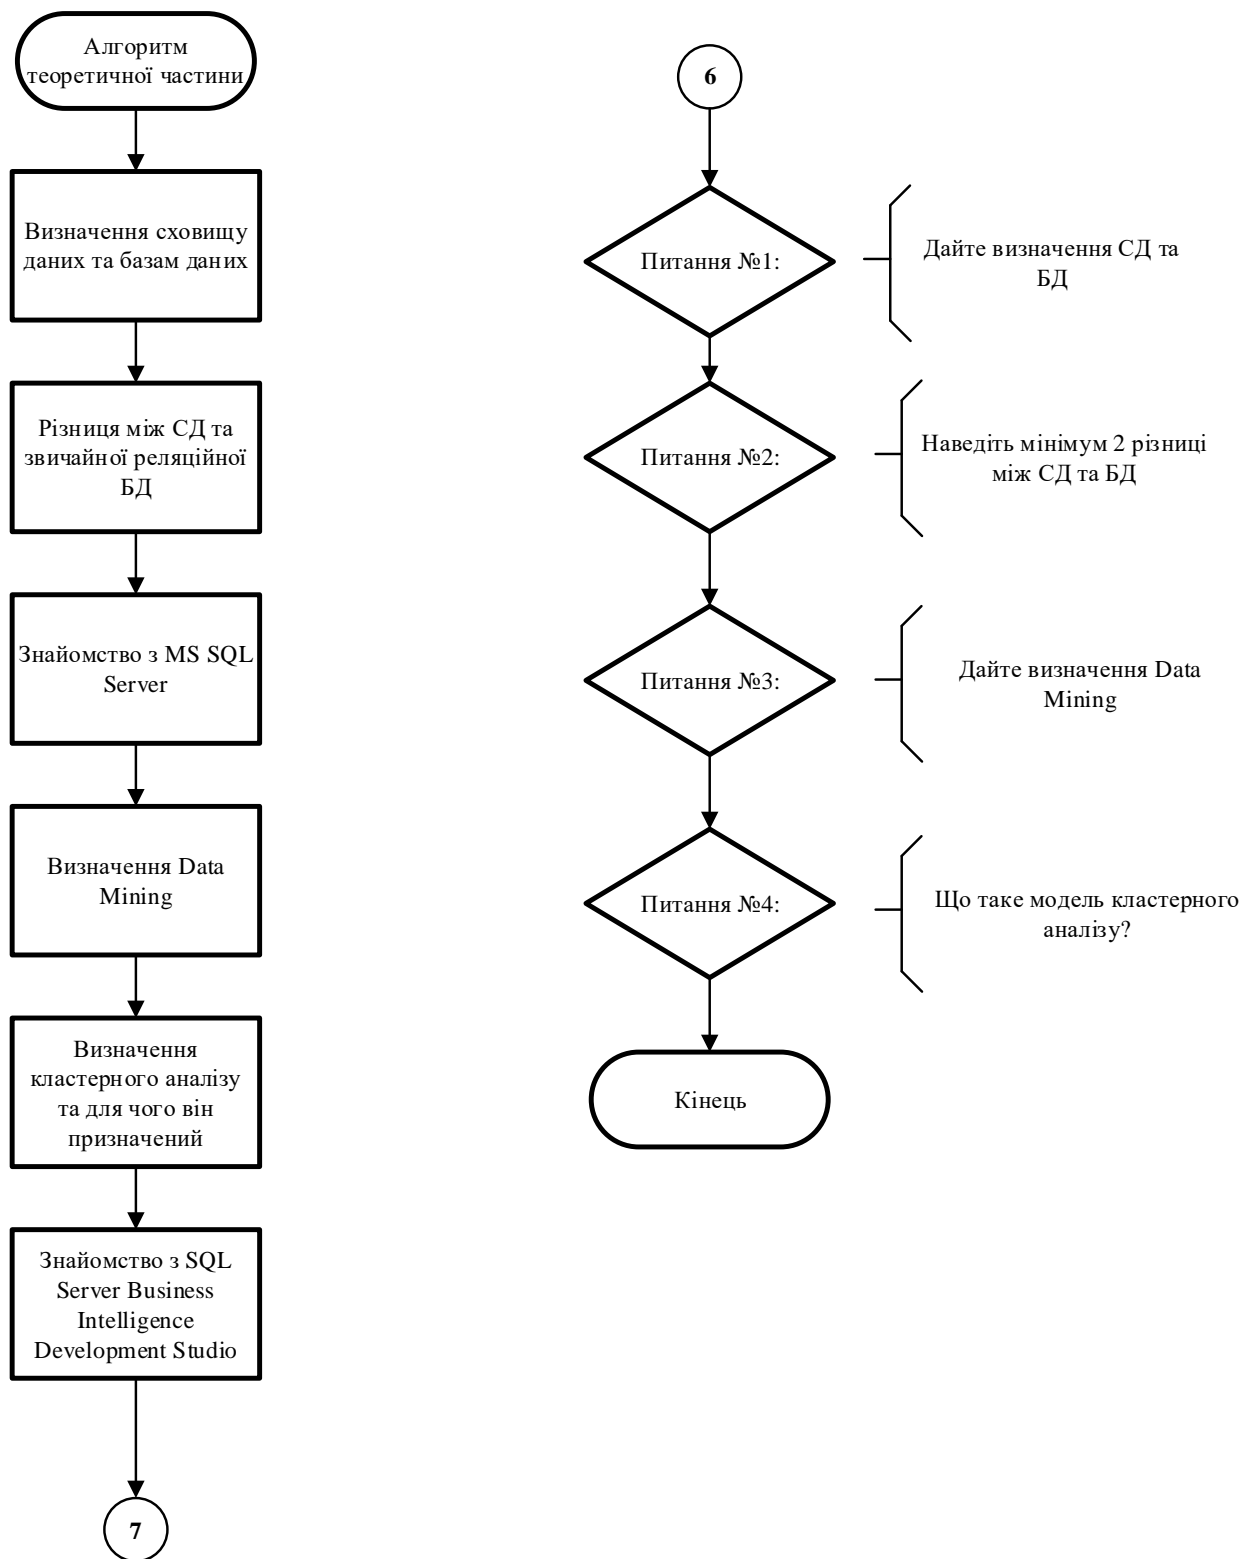 Алгоритм
теоретичної частини
Визначення сховищу
даних та базам даних
Різниця між СД та
звичайної реляційної
БД
Знайомство з MS SQL
Server
Визначення Data
Mining
Визначення
кластерного аналізу
та для чого він
призначений
Знайомство з SQL
Server Business
Intelligence
Development Studio
7
6
Питання №1:
Дайте визначення СД та
БД
Питання №2:
Наведіть мінімум 2 різниці
між СД та БД
Питання №3:
Дайте визначення Data
Mining
Питання №4:
Що таке модель кластерного
аналізу?
Кінець